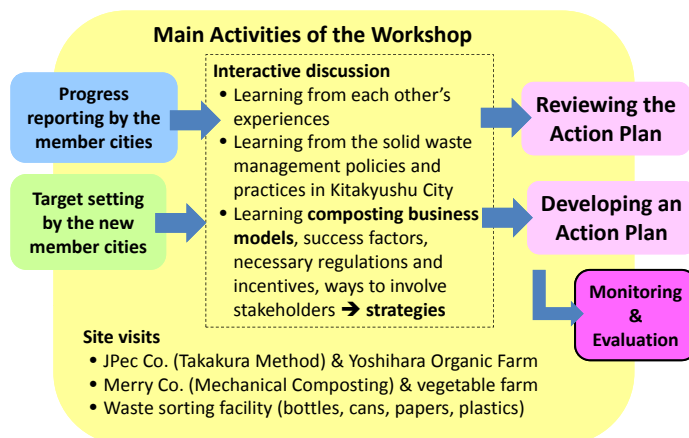 Main Activities of the Workshop
Progress
reporting by the
member cities
Target setting
by the new
member cities
Interactive discussion
• Learning from each other’s
experiences
• Learning from the solid waste
management policies and
practices in Kitakyushu City
• Learning composting business
models, success factors,
necessary regulations and
incentives, ways to involve
stakeholders ➔ strategies
Reviewing the
Action Plan
Developing an
Action Plan
Monitoring
&
Evaluation
Site visits
• JPec Co. (Takakura Method) & Yoshihara Organic Farm
• Merry Co. (Mechanical Composting) & vegetable farm
• Waste sorting facility (bottles, cans, papers, plastics)